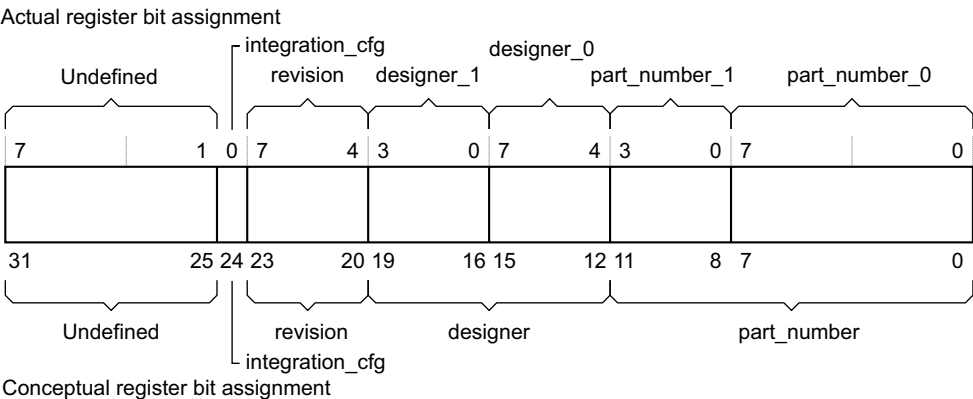 Actual register bit assignment
integration_cfg
designer_0
Undefined revision designer_1 part_number_1 part_number_0
7 1 0 7 4 3 0 7 4 3 0 7 0
31 25 24 23 20 19 16 15 12 11 8 7 0
Undefined revision designer part_number
integration_cfg
Conceptual register bit assignment